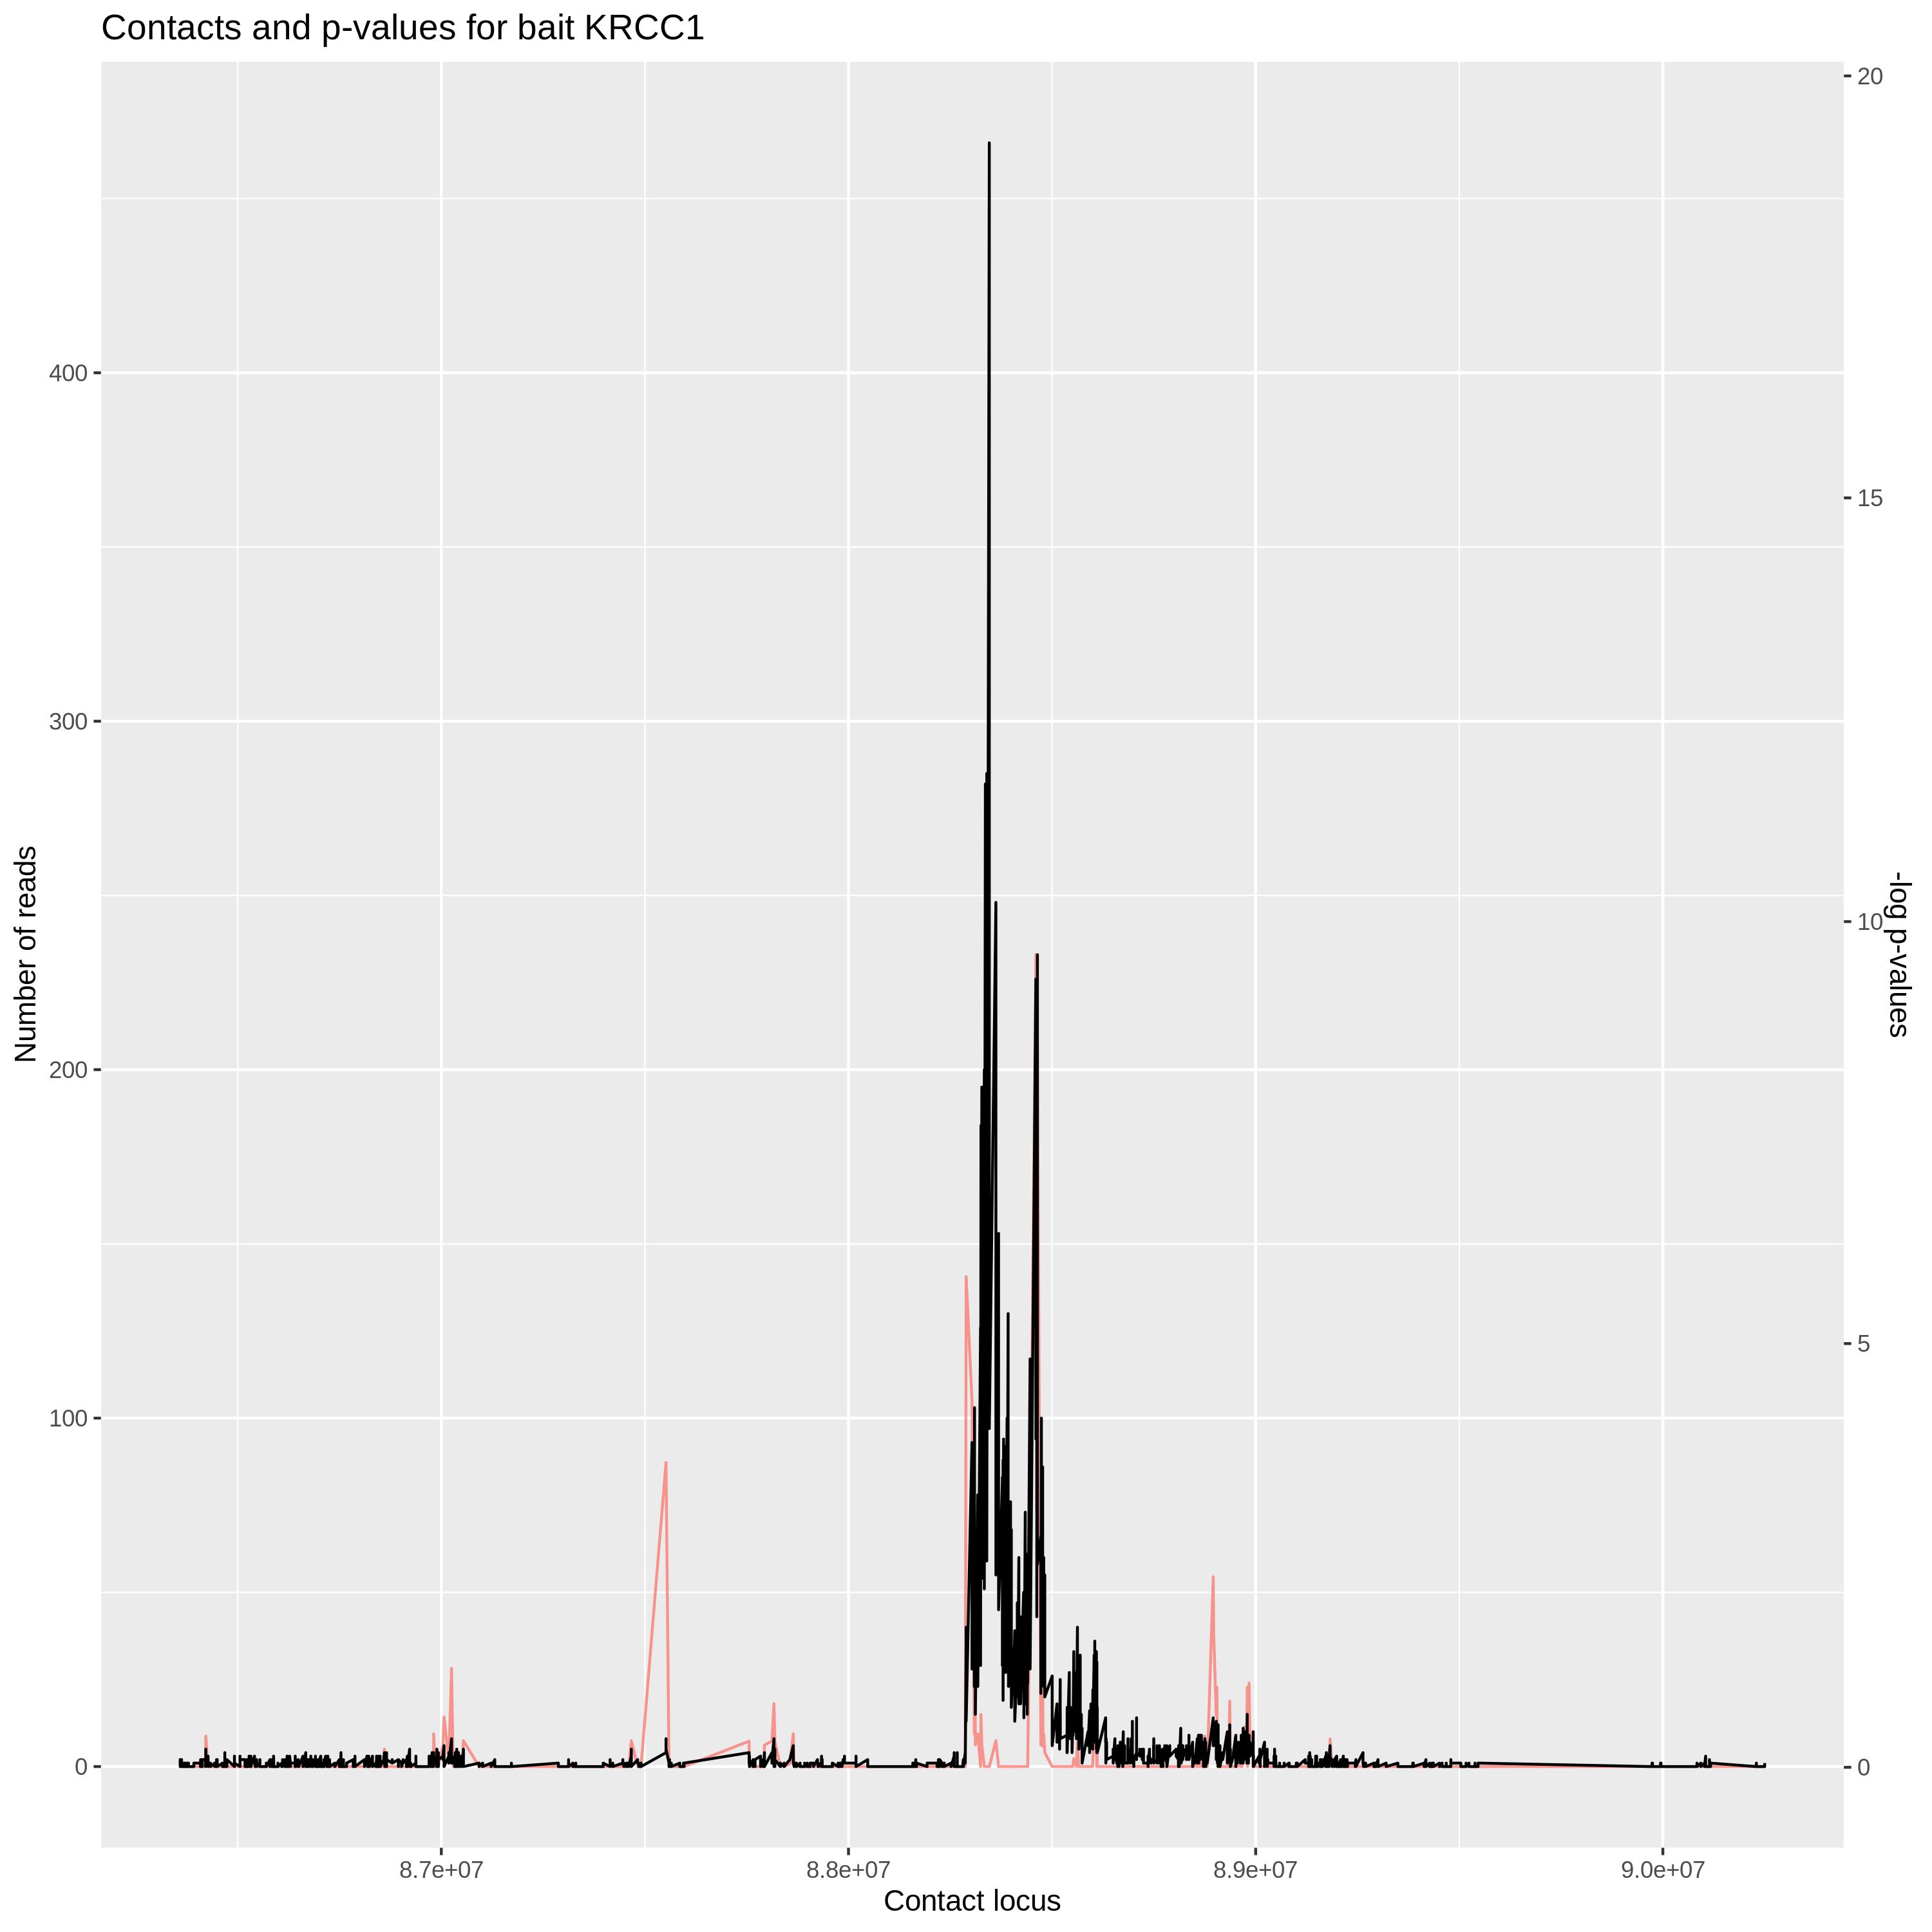 Contacts and p-values for bait KRCC1
Number of reads
400
300
200
100
0
20
15
10
5
0
-log p-values
8.7e+07
8.8e+07
8.9e+07
9.0e+07
Contact locus